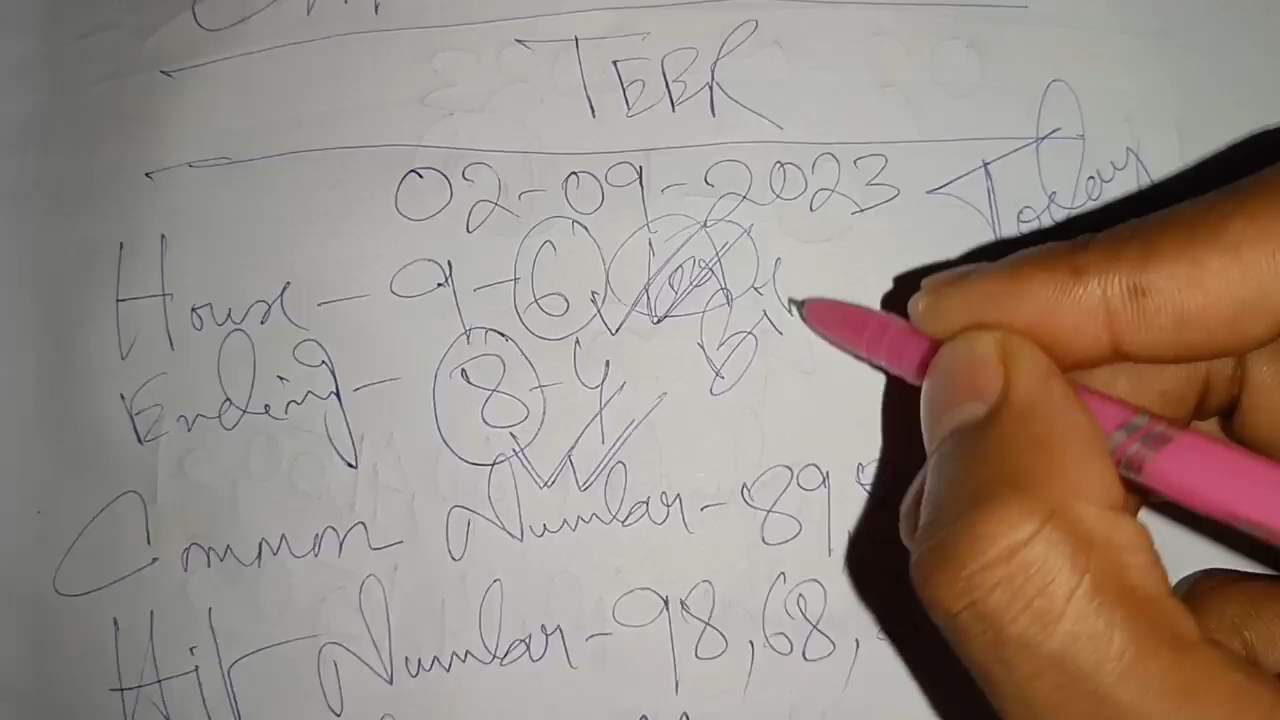 TEER
02-09-2023 Today
House - 9-6
Ending - 8-4
Common Number - 89,
Hit Number - 98, 68,